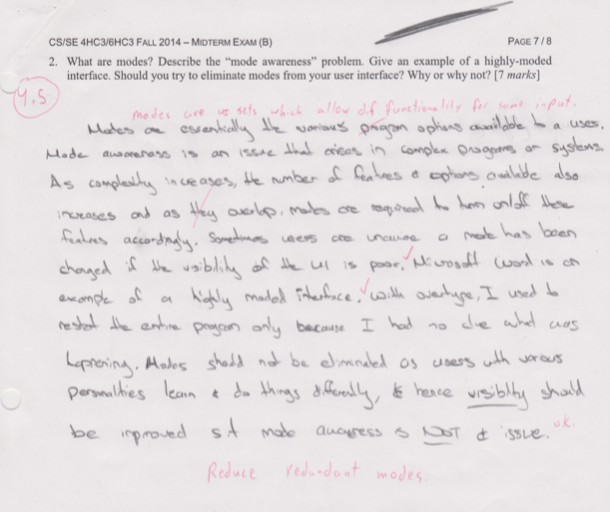 CS/SE 4HC3/6HC3 FALL 2014 – MIDTERM EXAM (B) PAGE 7 / 8
2. What are modes? Describe the “mode awareness” problem. Give an example of a highly-moded
interface. Should you try to eliminate modes from your user interface? Why or why not? [7 marks]
4.5
modes are sets which allow dif functionality for same input.
Modes are essentially the various program options available to a user.
Mode awareness is an issue that arises in complex programs or systems.
As complexity increases, the number of features & options available also
increases and as they overlap, modes are required to turn on/off these
features accordingly. Sometimes users are unaware a mode has been
changed if the visibility of the UI is poor. Microsoft Word is an
example of a highly moded interface. With overtype, I used to
restart the entire program only because I had no clue what was
happening. Modes should not be eliminated as users with various
personalities learn & do things differently, & hence visiblity should
be improved s.t mode awareness is NOT issue. ok.
Reduce redundant modes.